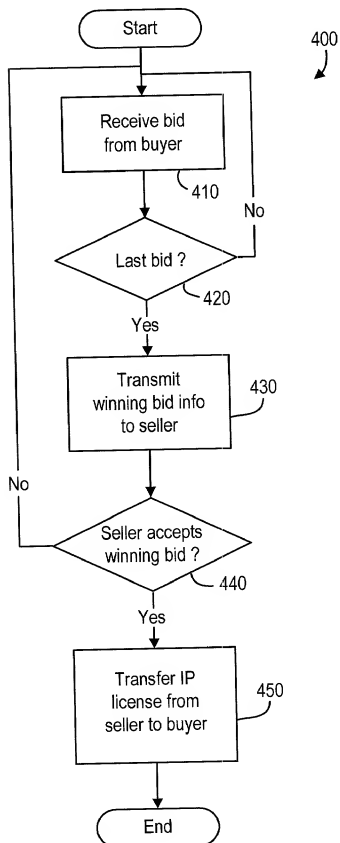 Start
400
Receive bid
from buyer
410
No
Last bid ?
420
Yes
Transmit
winning bid info
to seller
430
No
Seller accepts
winning bid ?
440
Yes
Transfer IP
license from
seller to buyer
450
End